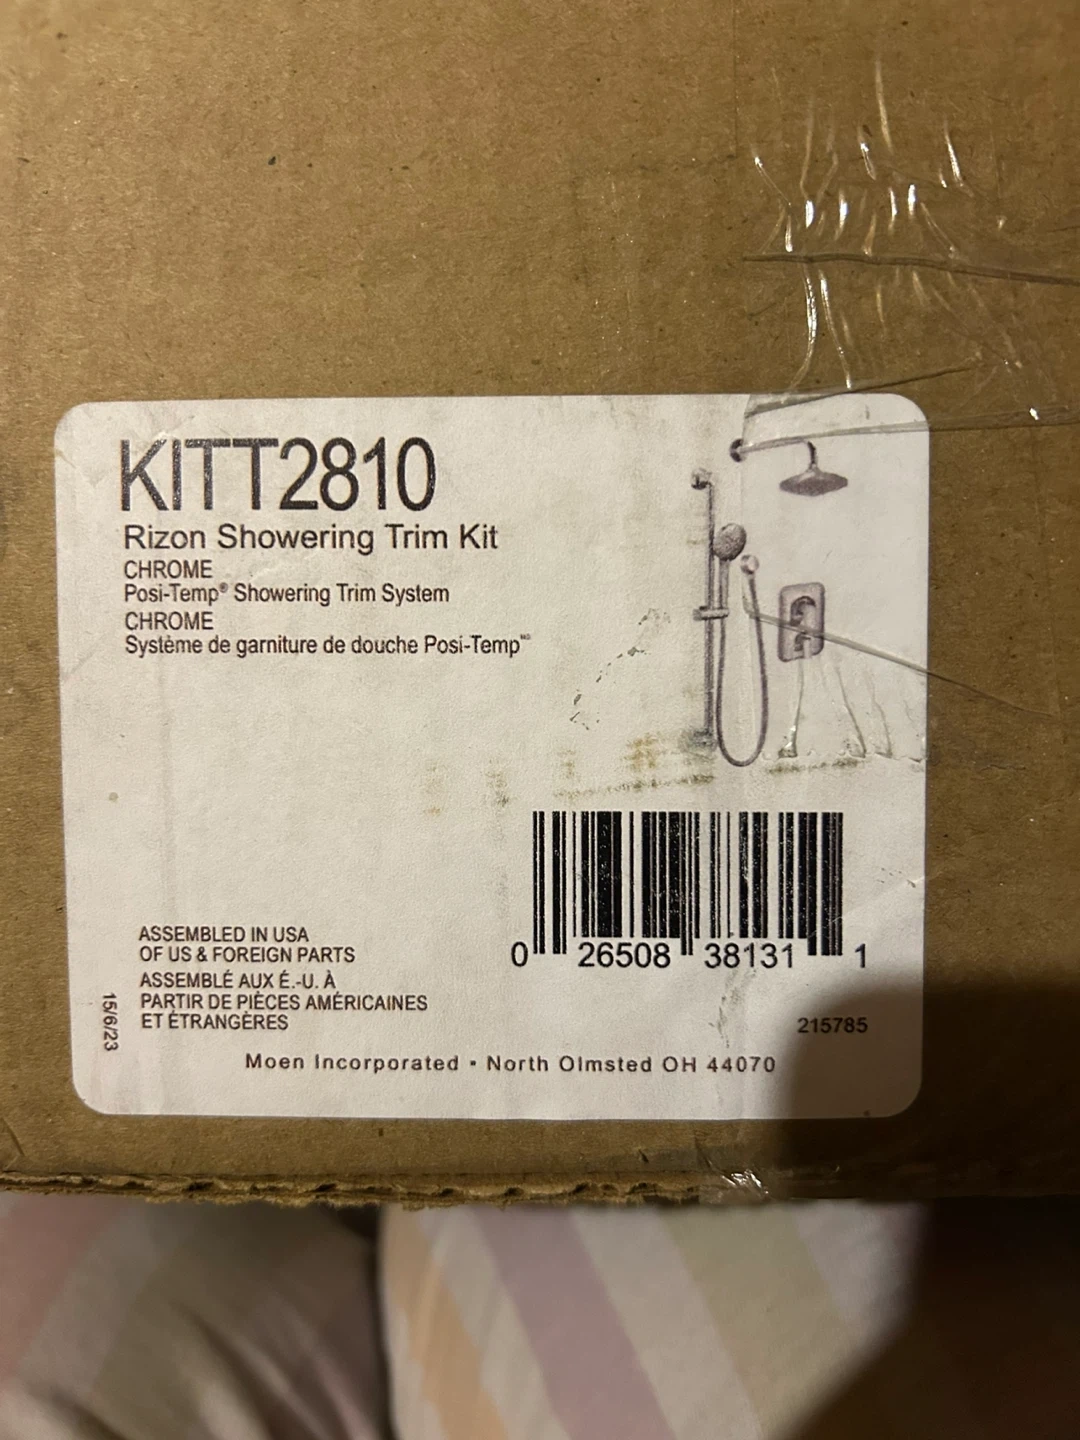 KITT2810
Rizon Showering Trim Kit
CHROME
Posi-Temp® Showering Trim System
CHROME
Système de garniture de douche Posi-Temp MD
ASSEMBLED IN USA
OF US & FOREIGN PARTS
ASSEMBLÉ AUX É.-U. À
PARTIR DE PIÈCES AMÉRICAINES
ET ÉTRANGÈRES
15/6/23
0 26508 38131 1
215785
Moen Incorporated ▪ North Olmsted OH 44070